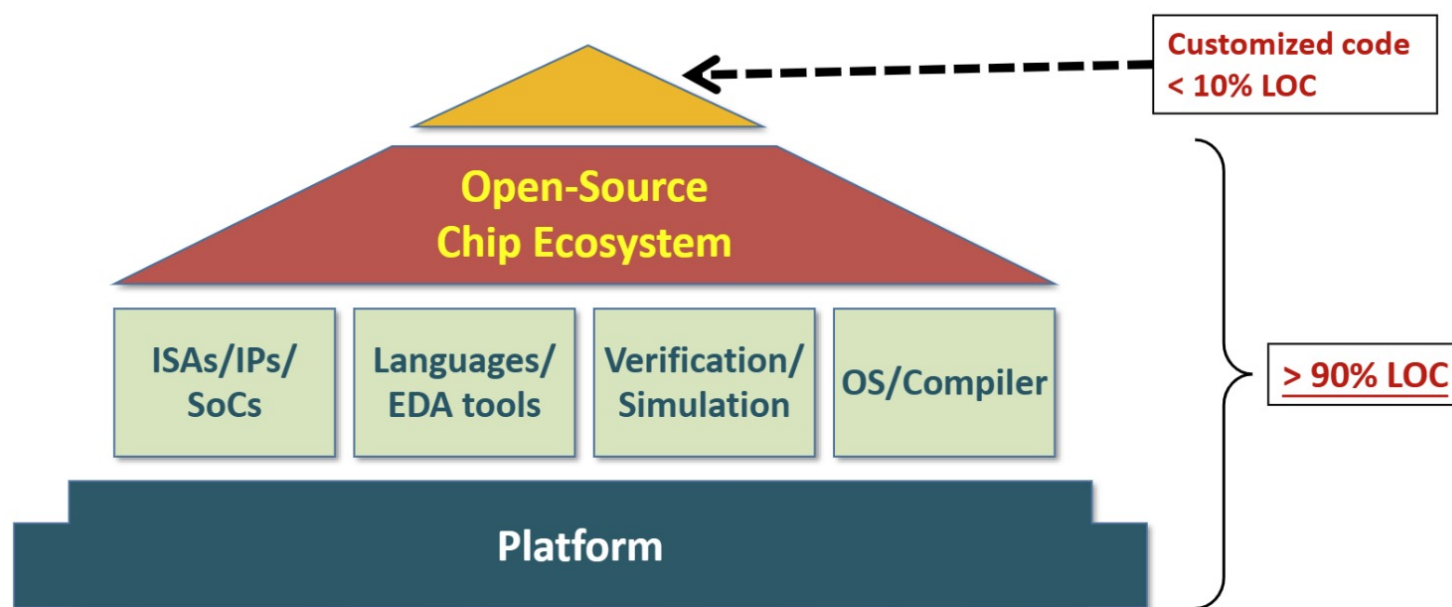 Customized code
< 10% LOC
Open-Source
Chip Ecosystem
ISAs/IPs/
SoCs
Languages/
EDA tools
Verification/
Simulation
OS/Compiler
> 90% LOC
Platform